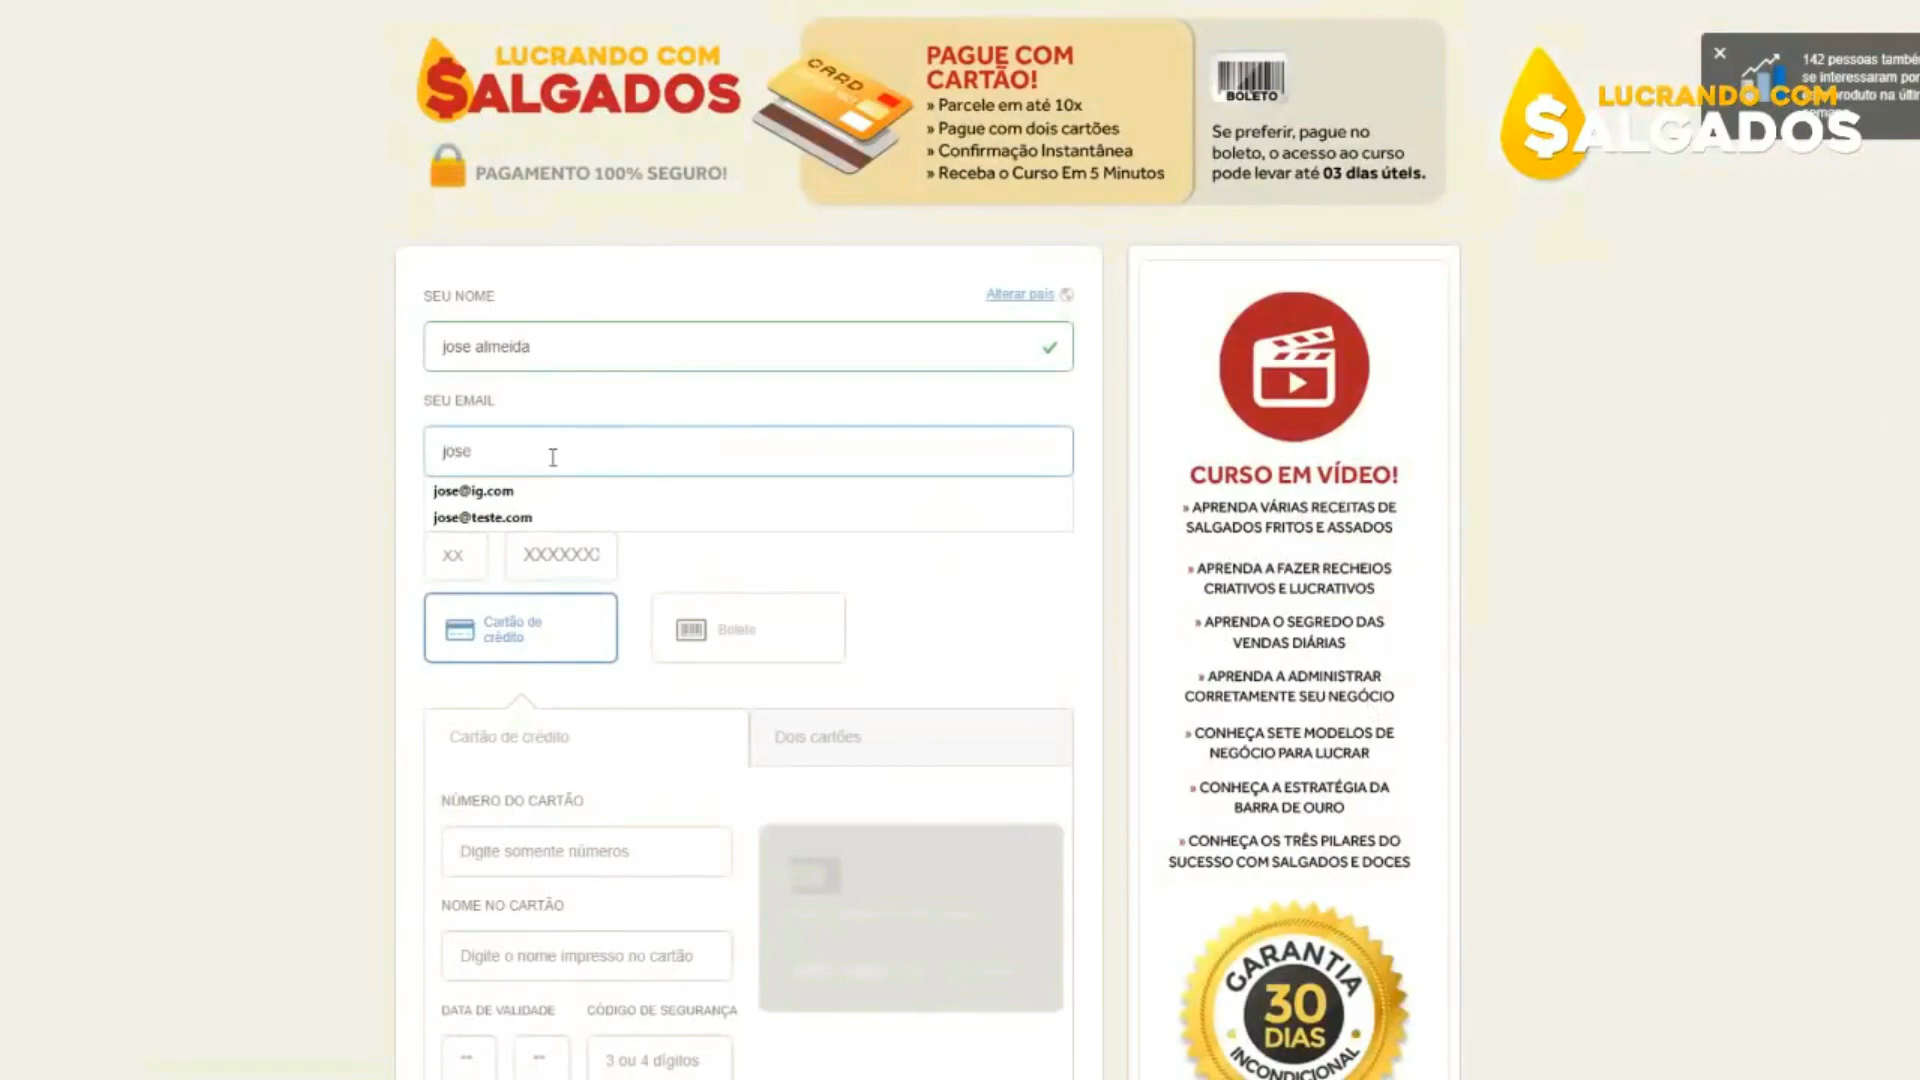 LUCRANDO COM
$ALGADOS
PAGAMENTO 100% SEGURO!
CARD
PAGUE COM
CARTÃO!
» Parcele em até 10x
» Pague com dois cartões
» Confirmação Instantânea
» Receba o Curso Em 5 Minutos
BOLETO
Se preferir, pague no
boleto, o acesso ao curso
pode levar até 03 dias úteis.
142 pessoas també
se interessaram por
LUCRANDO COM
$ALGADOS
SEU NOME
Alterar país
jose almeida
SEU EMAIL
jose
jose@ig.com
jose@teste.com
XX
XXXXXX
Cartão de
crédito
Boleto
Cartão de crédito
Dois cartões
NÚMERO DO CARTÃO
Digite somente números
NOME NO CARTÃO
Digite o nome impresso no cartão
DATA DE VALIDADE
CÓDIGO DE SEGURANÇA
--
--
3 ou 4 dígitos
CURSO EM VÍDEO!
» APRENDA VÁRIAS RECEITAS DE
SALGADOS FRITOS E ASSADOS
» APRENDA A FAZER RECHEIOS
CRIATIVOS E LUCRATIVOS
» APRENDA O SEGREDO DAS
VENDAS DIÁRIAS
» APRENDA A ADMINISTRAR
CORRETAMENTE SEU NEGÓCIO
» CONHEÇA SETE MODELOS DE
NEGÓCIO PARA LUCRAR
» CONHEÇA A ESTRATÉGIA DA
BARRA DE OURO
» CONHEÇA OS TRÊS PILARES DO
SUCESSO COM SALGADOS E DOCES
GARANTIA
30
DIAS
INCONDICIONAL